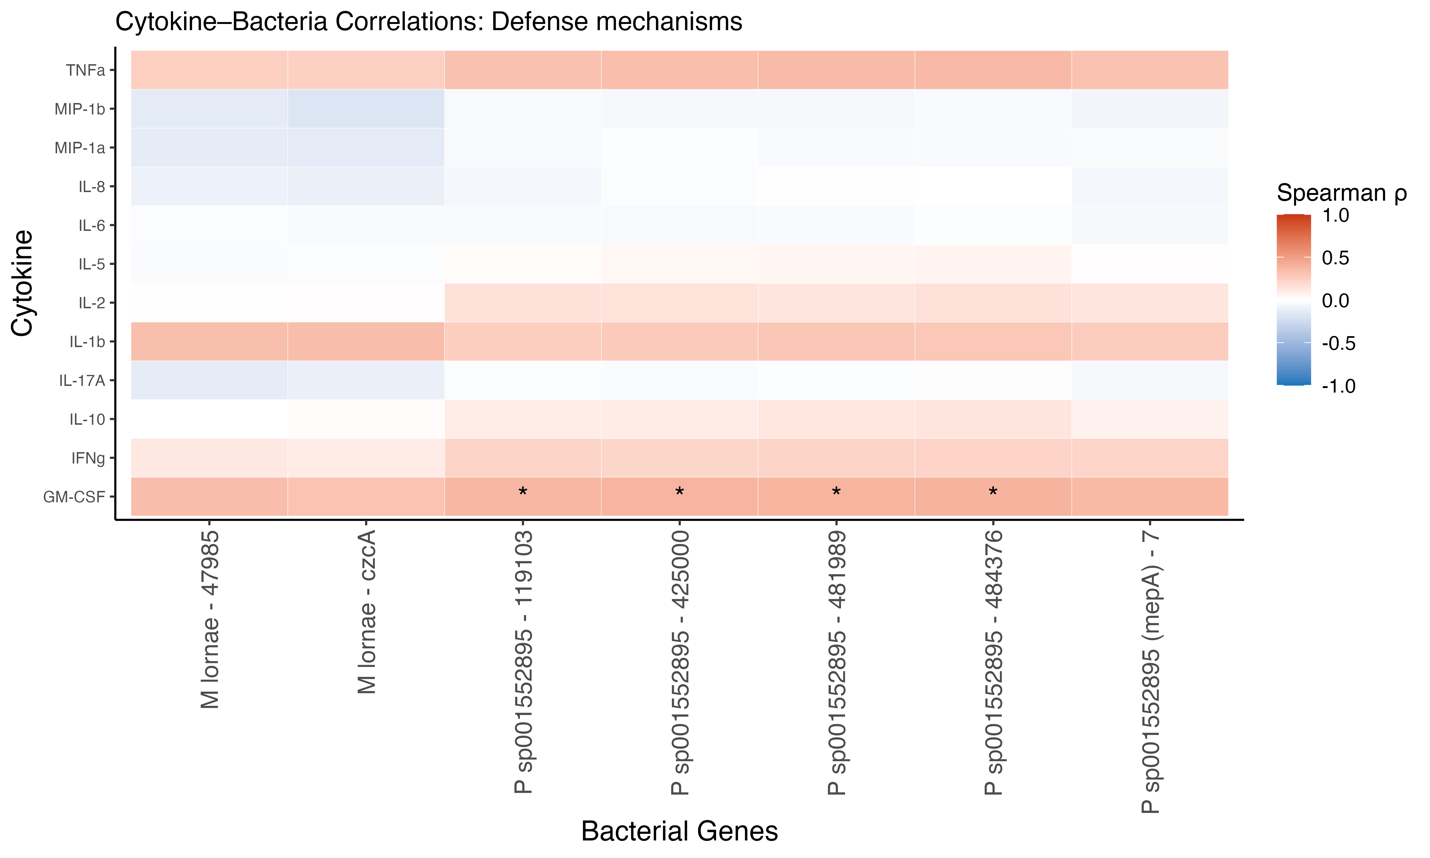 Cytokine–Bacteria Correlations: Defense mechanisms
Cytokine
TNFa
MIP-1b
MIP-1a
IL-8
IL-6
IL-5
IL-2
IL-1b
IL-17A
IL-10
IFNg
GM-CSF
* * * *
M lornae - 47985
M lornae - czcA
P sp001552895 - 119103
P sp001552895 - 425000
P sp001552895 - 481989
P sp001552895 - 484376
P sp001552895 (mepA) - 7
Bacterial Genes
Spearman ρ
1.0
0.5
0.0
-0.5
-1.0